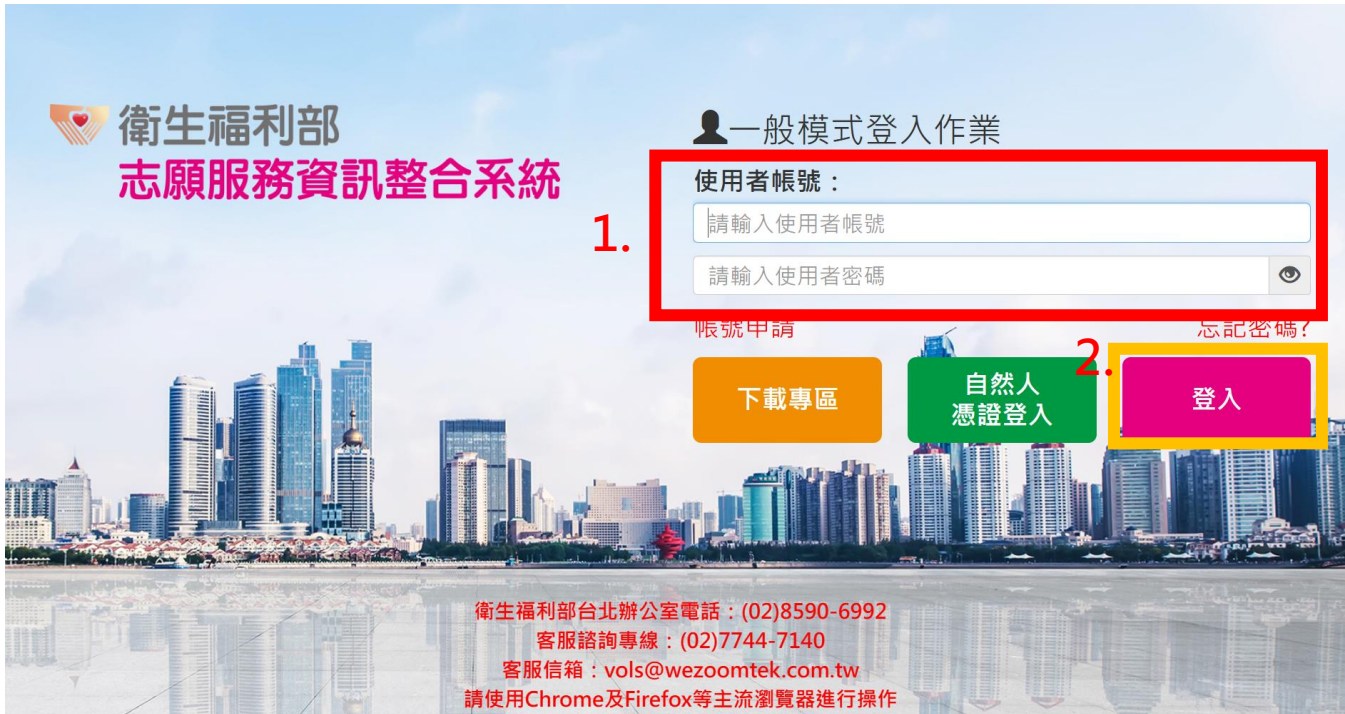 衛生福利部
志願服務資訊整合系統
一般模式登入作業
使用者帳號：
1.
請輸入使用者帳號
請輸入使用者密碼
帳號申請
忘記密碼?
2.
下載專區
自然人
憑證登入
登入
衛生福利部台北辦公室電話：(02)8590-6992
客服諮詢專線：(02)7744-7140
客服信箱：vols@wezoomtek.com.tw
請使用Chrome及Firefox等主流瀏覽器進行操作